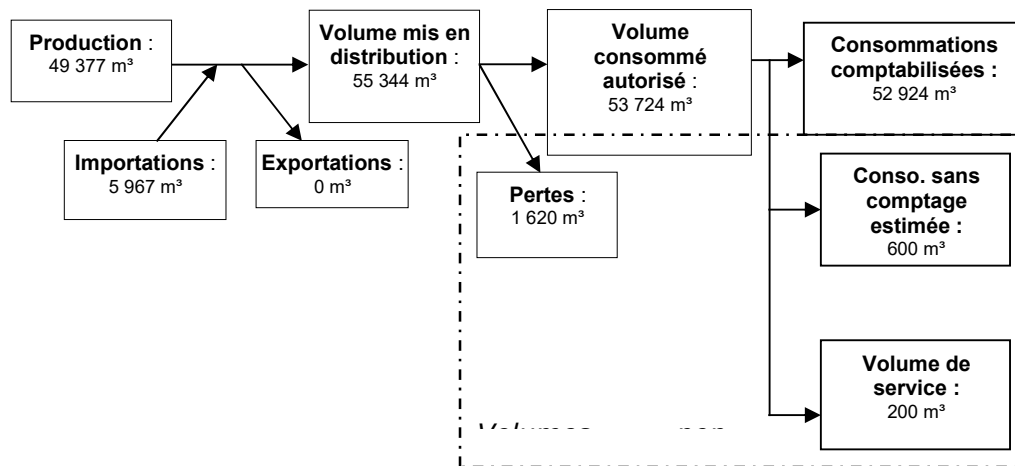 Production :
49 377 m³
Volume mis en
distribution :
55 344 m³
Volume
consommé
autorisé :
53 724 m³
Consommations
comptabilisées :
52 924 m³
Importations :
5 967 m³
Exportations :
0 m³
Pertes :
1 620 m³
Conso. sans
comptage
estimée :
600 m³
Volume de
service :
200 m³